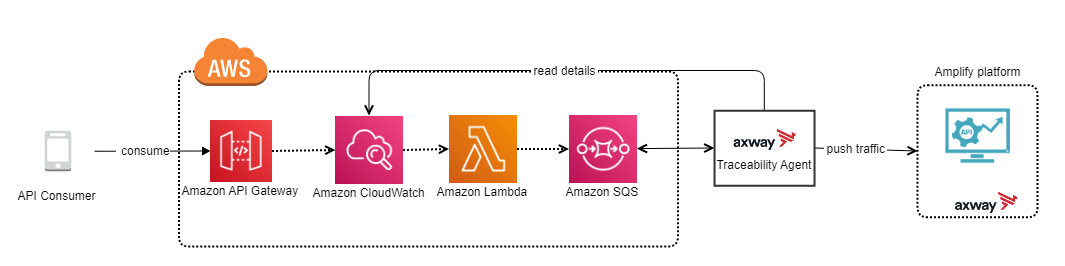 AWS
read details
Amplify platform
API
consume
axway
Traceability Agent
push traffic
API Consumer
Amazon API Gateway
Amazon CloudWatch
Amazon Lambda
Amazon SQS
axway